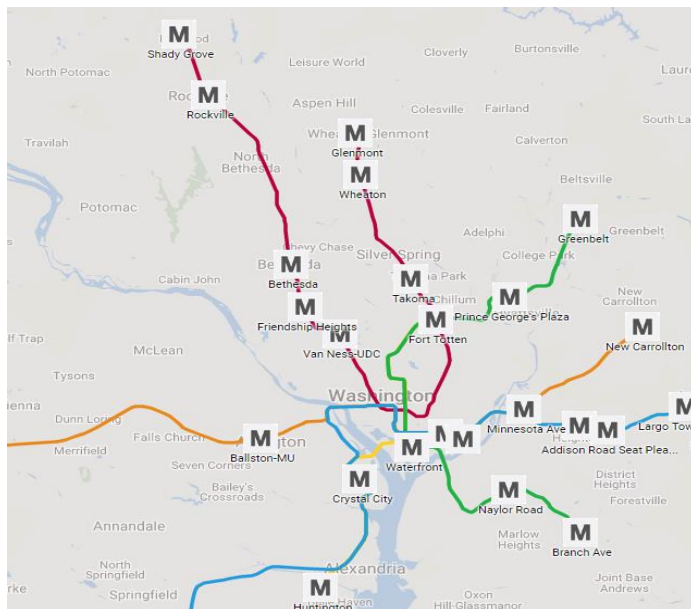 M
Shady Grove
Leisure World
Cloverly
Burtonsville
North Potomac
M
Rockville
Aspen Hill
Colesville
Fairland
South La
Travilah
M
Glenmont
Glenmont
Calverton
North
Bethesda
M
Wheaton
Beltsville
Potomac
Adelphi
M
Greenbelt
Greenbelt
Chevy Chase
Silver Spring
College Park
M
Bethesda
Cabin John
M
Takoma
Chillum
New
Carrollton
M
Prince George's Plaza
M
Friendship Heights
M
Fort Totten
M
Van Ness-UDC
M
New Carrollton
McLean
Tysons
Washington
M
Minnesota Ave
M
Largo Tow
Dunn Loring
Falls Church
Merrifield
M
Ballston-MU
M
Waterfront
M
M
M
M
Addison Road Seat Plea...
Seven Corners
District
Heights
Forestville
Bailey's
Crossroads
M
Crystal City
M
Naylor Road
Annandale
Marlow
Heights
M
Branch Ave
North
Springfield
Springfield
Alexandria
Joint Base
Andrews
M
Huntington
Oxon
Hill-Glassmanor